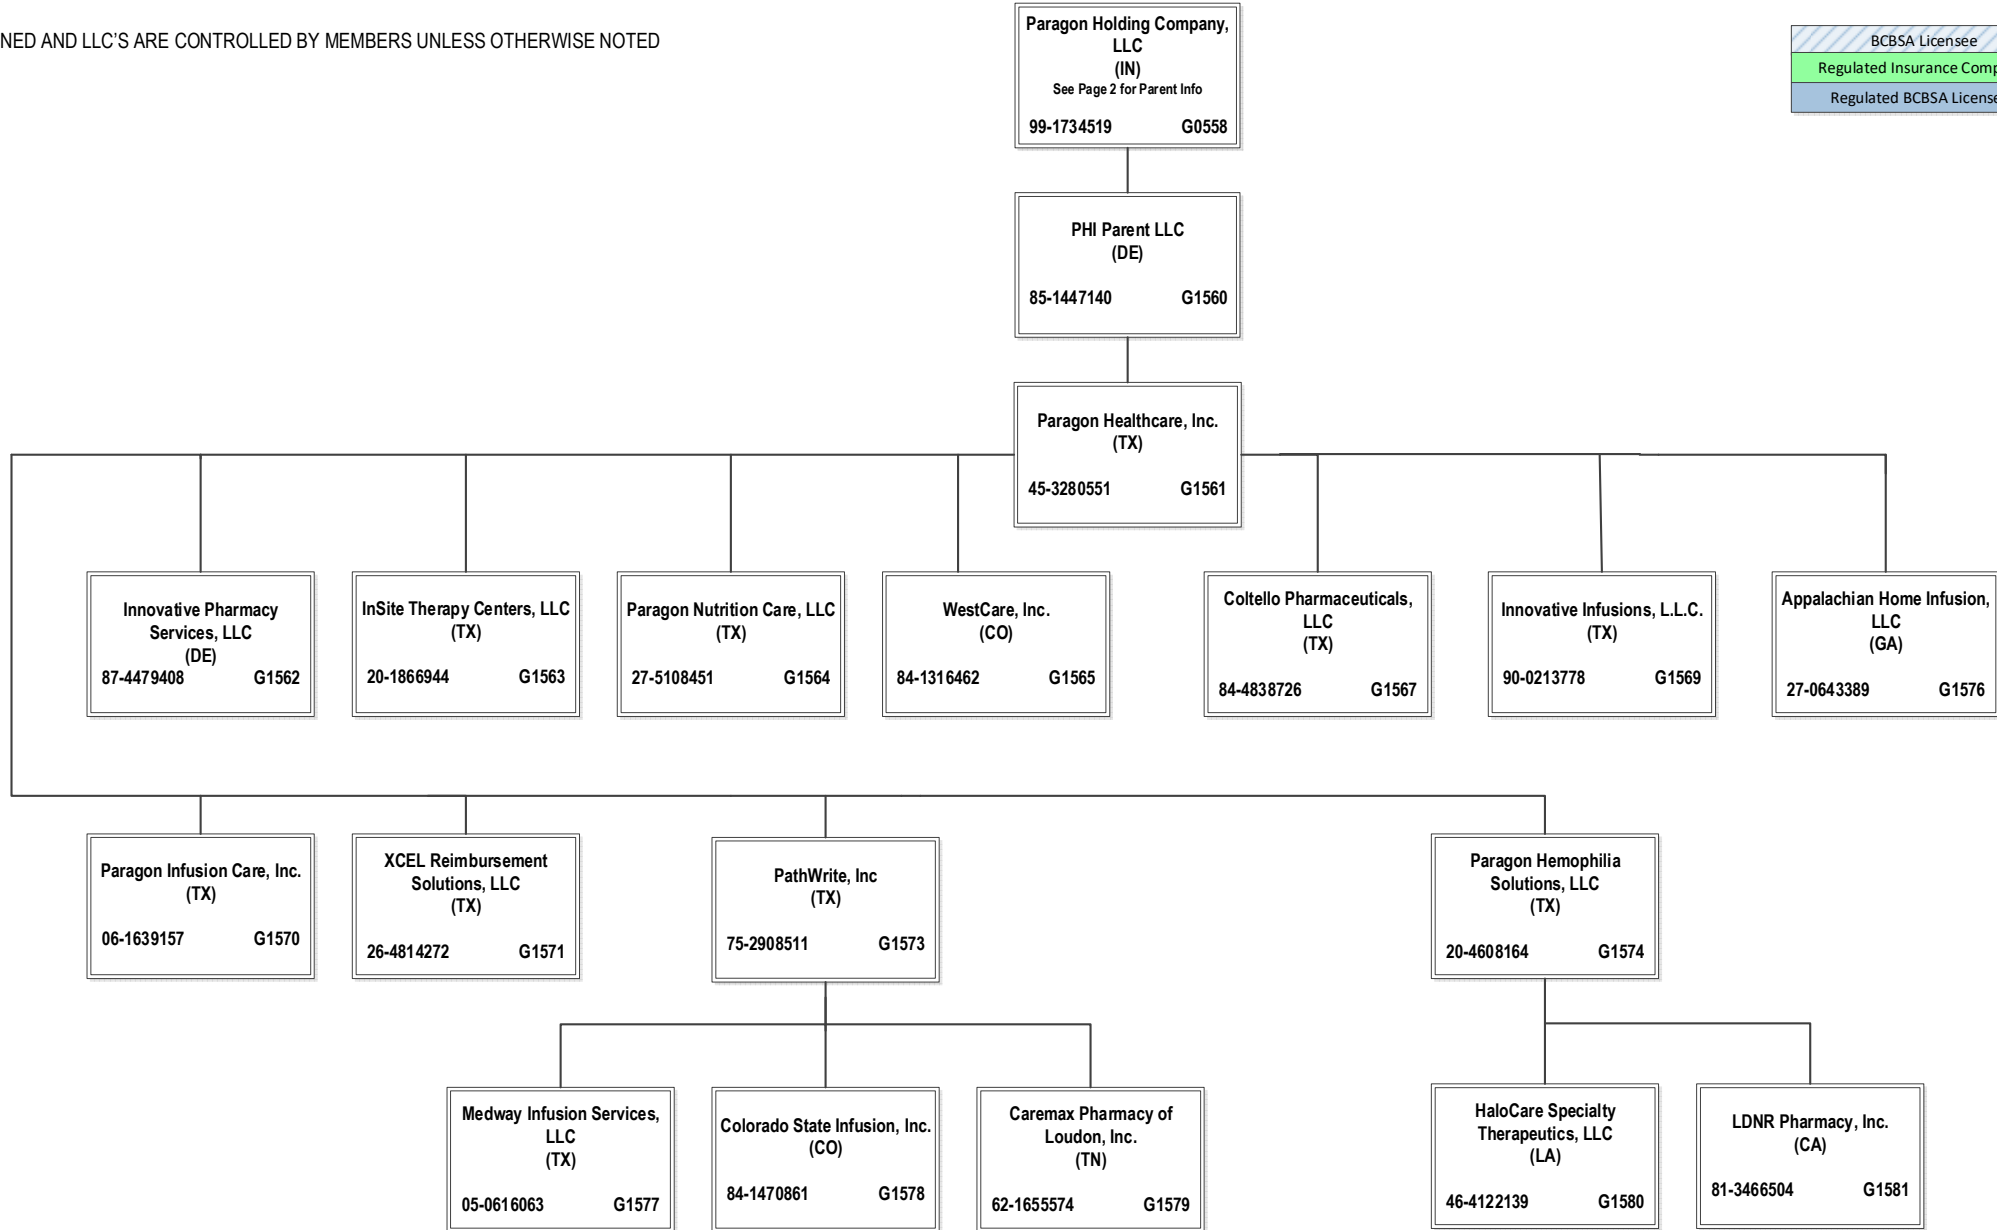 NED AND LLC'S ARE CONTROLLED BY MEMBERS UNLESS OTHERWISE NOTED
Paragon Holding Company,
LLC
(IN)
See Page 2 for Parent Info
99-1734519 G0558
BCBSA Licensee
Regulated Insurance Comp
Regulated BCBSA License
PHI Parent LLC
(DE)
85-1447140 G1560
Paragon Healthcare, Inc.
(TX)
45-3280551 G1561
Innovative Pharmacy
Services, LLC
(DE)
87-4479408 G1562
InSite Therapy Centers, LLC
(TX)
20-1866944 G1563
Paragon Nutrition Care, LLC
(TX)
27-5108451 G1564
WestCare, Inc.
(CO)
84-1316462 G1565
Coltello Pharmaceuticals,
LLC
(TX)
84-4838726 G1567
Innovative Infusions, L.L.C.
(TX)
90-0213778 G1569
Appalachian Home Infusion,
LLC
(GA)
27-0643389 G1576
Paragon Infusion Care, Inc.
(TX)
06-1639157 G1570
XCEL Reimbursement
Solutions, LLC
(TX)
26-4814272 G1571
PathWrite, Inc
(TX)
75-2908511 G1573
Paragon Hemophilia
Solutions, LLC
(TX)
20-4608164 G1574
Medway Infusion Services,
LLC
(TX)
05-0616063 G1577
Colorado State Infusion, Inc.
(CO)
84-1470861 G1578
Caremax Pharmacy of
Loudon, Inc.
(TN)
62-1655574 G1579
HaloCare Specialty
Therapeutics, LLC
(LA)
46-4122139 G1580
LDNR Pharmacy, Inc.
(CA)
81-3466504 G1581